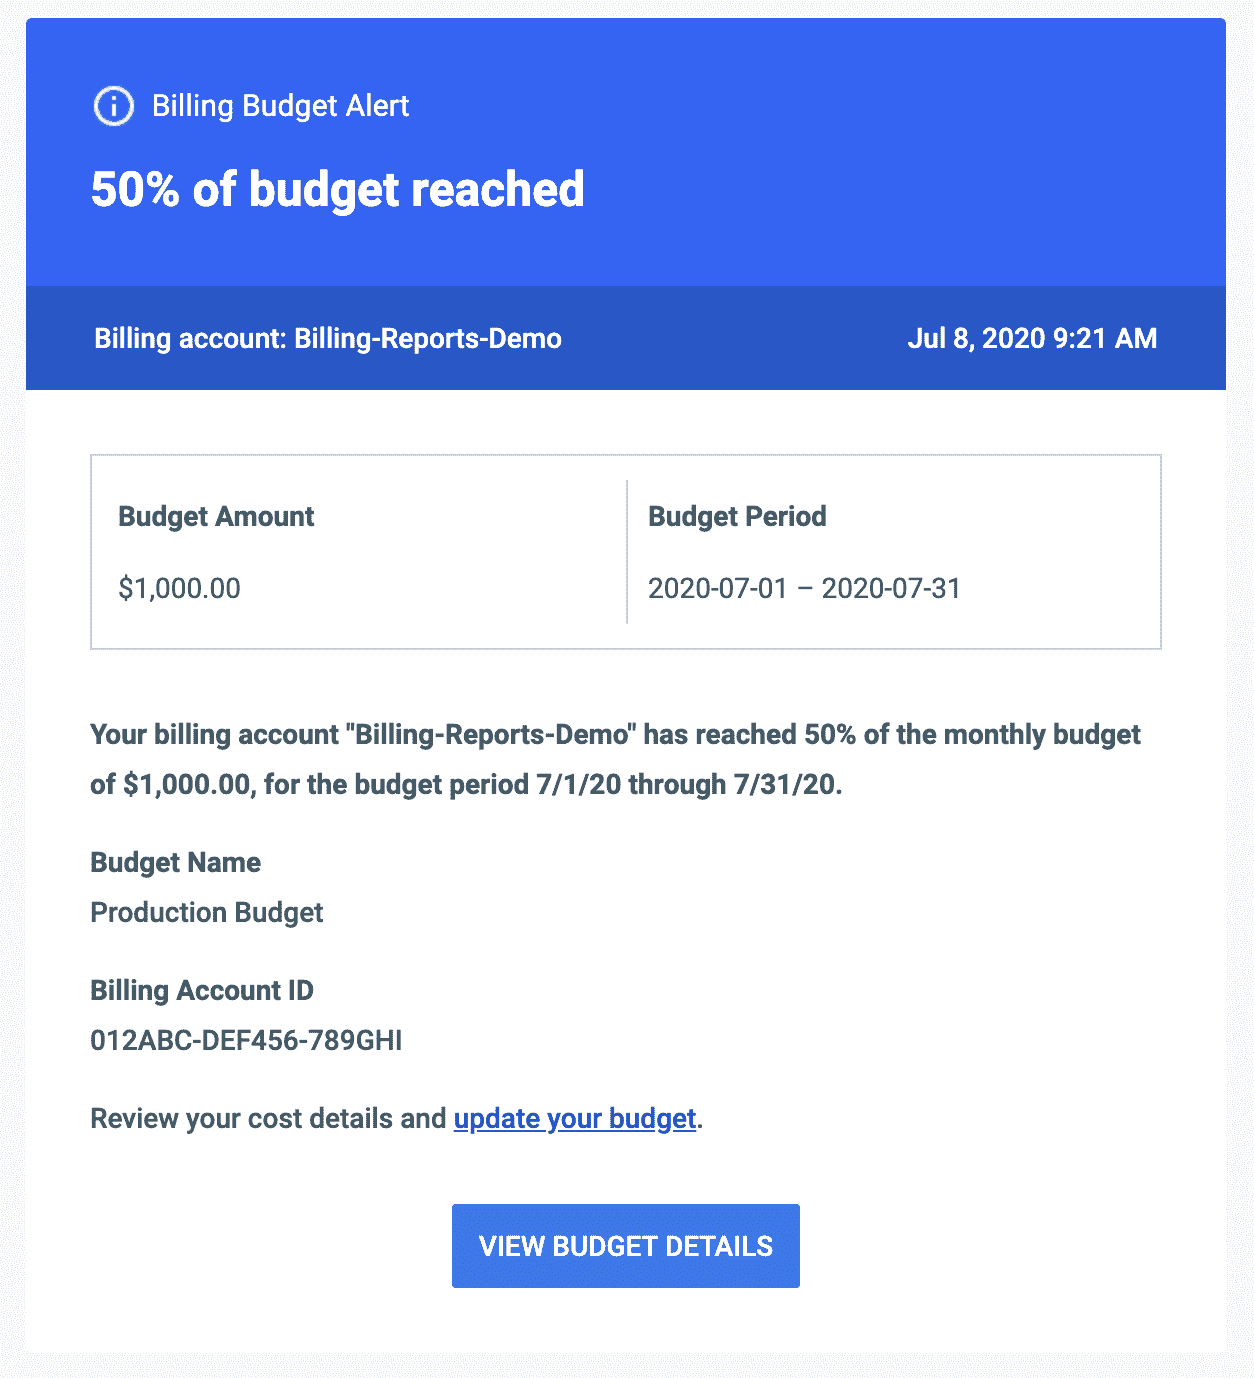 Billing Budget Alert
50% of budget reached
Billing account: Billing-Reports-Demo
Jul 8, 2020 9:21 AM
Budget Amount
$1,000.00
Budget Period
2020-07-01 – 2020-07-31
Your billing account "Billing-Reports-Demo" has reached 50% of the monthly budget
of $1,000.00, for the budget period 7/1/20 through 7/31/20.
Budget Name
Production Budget
Billing Account ID
012ABC-DEF456-789GHI
Review your cost details and update your budget.
VIEW BUDGET DETAILS